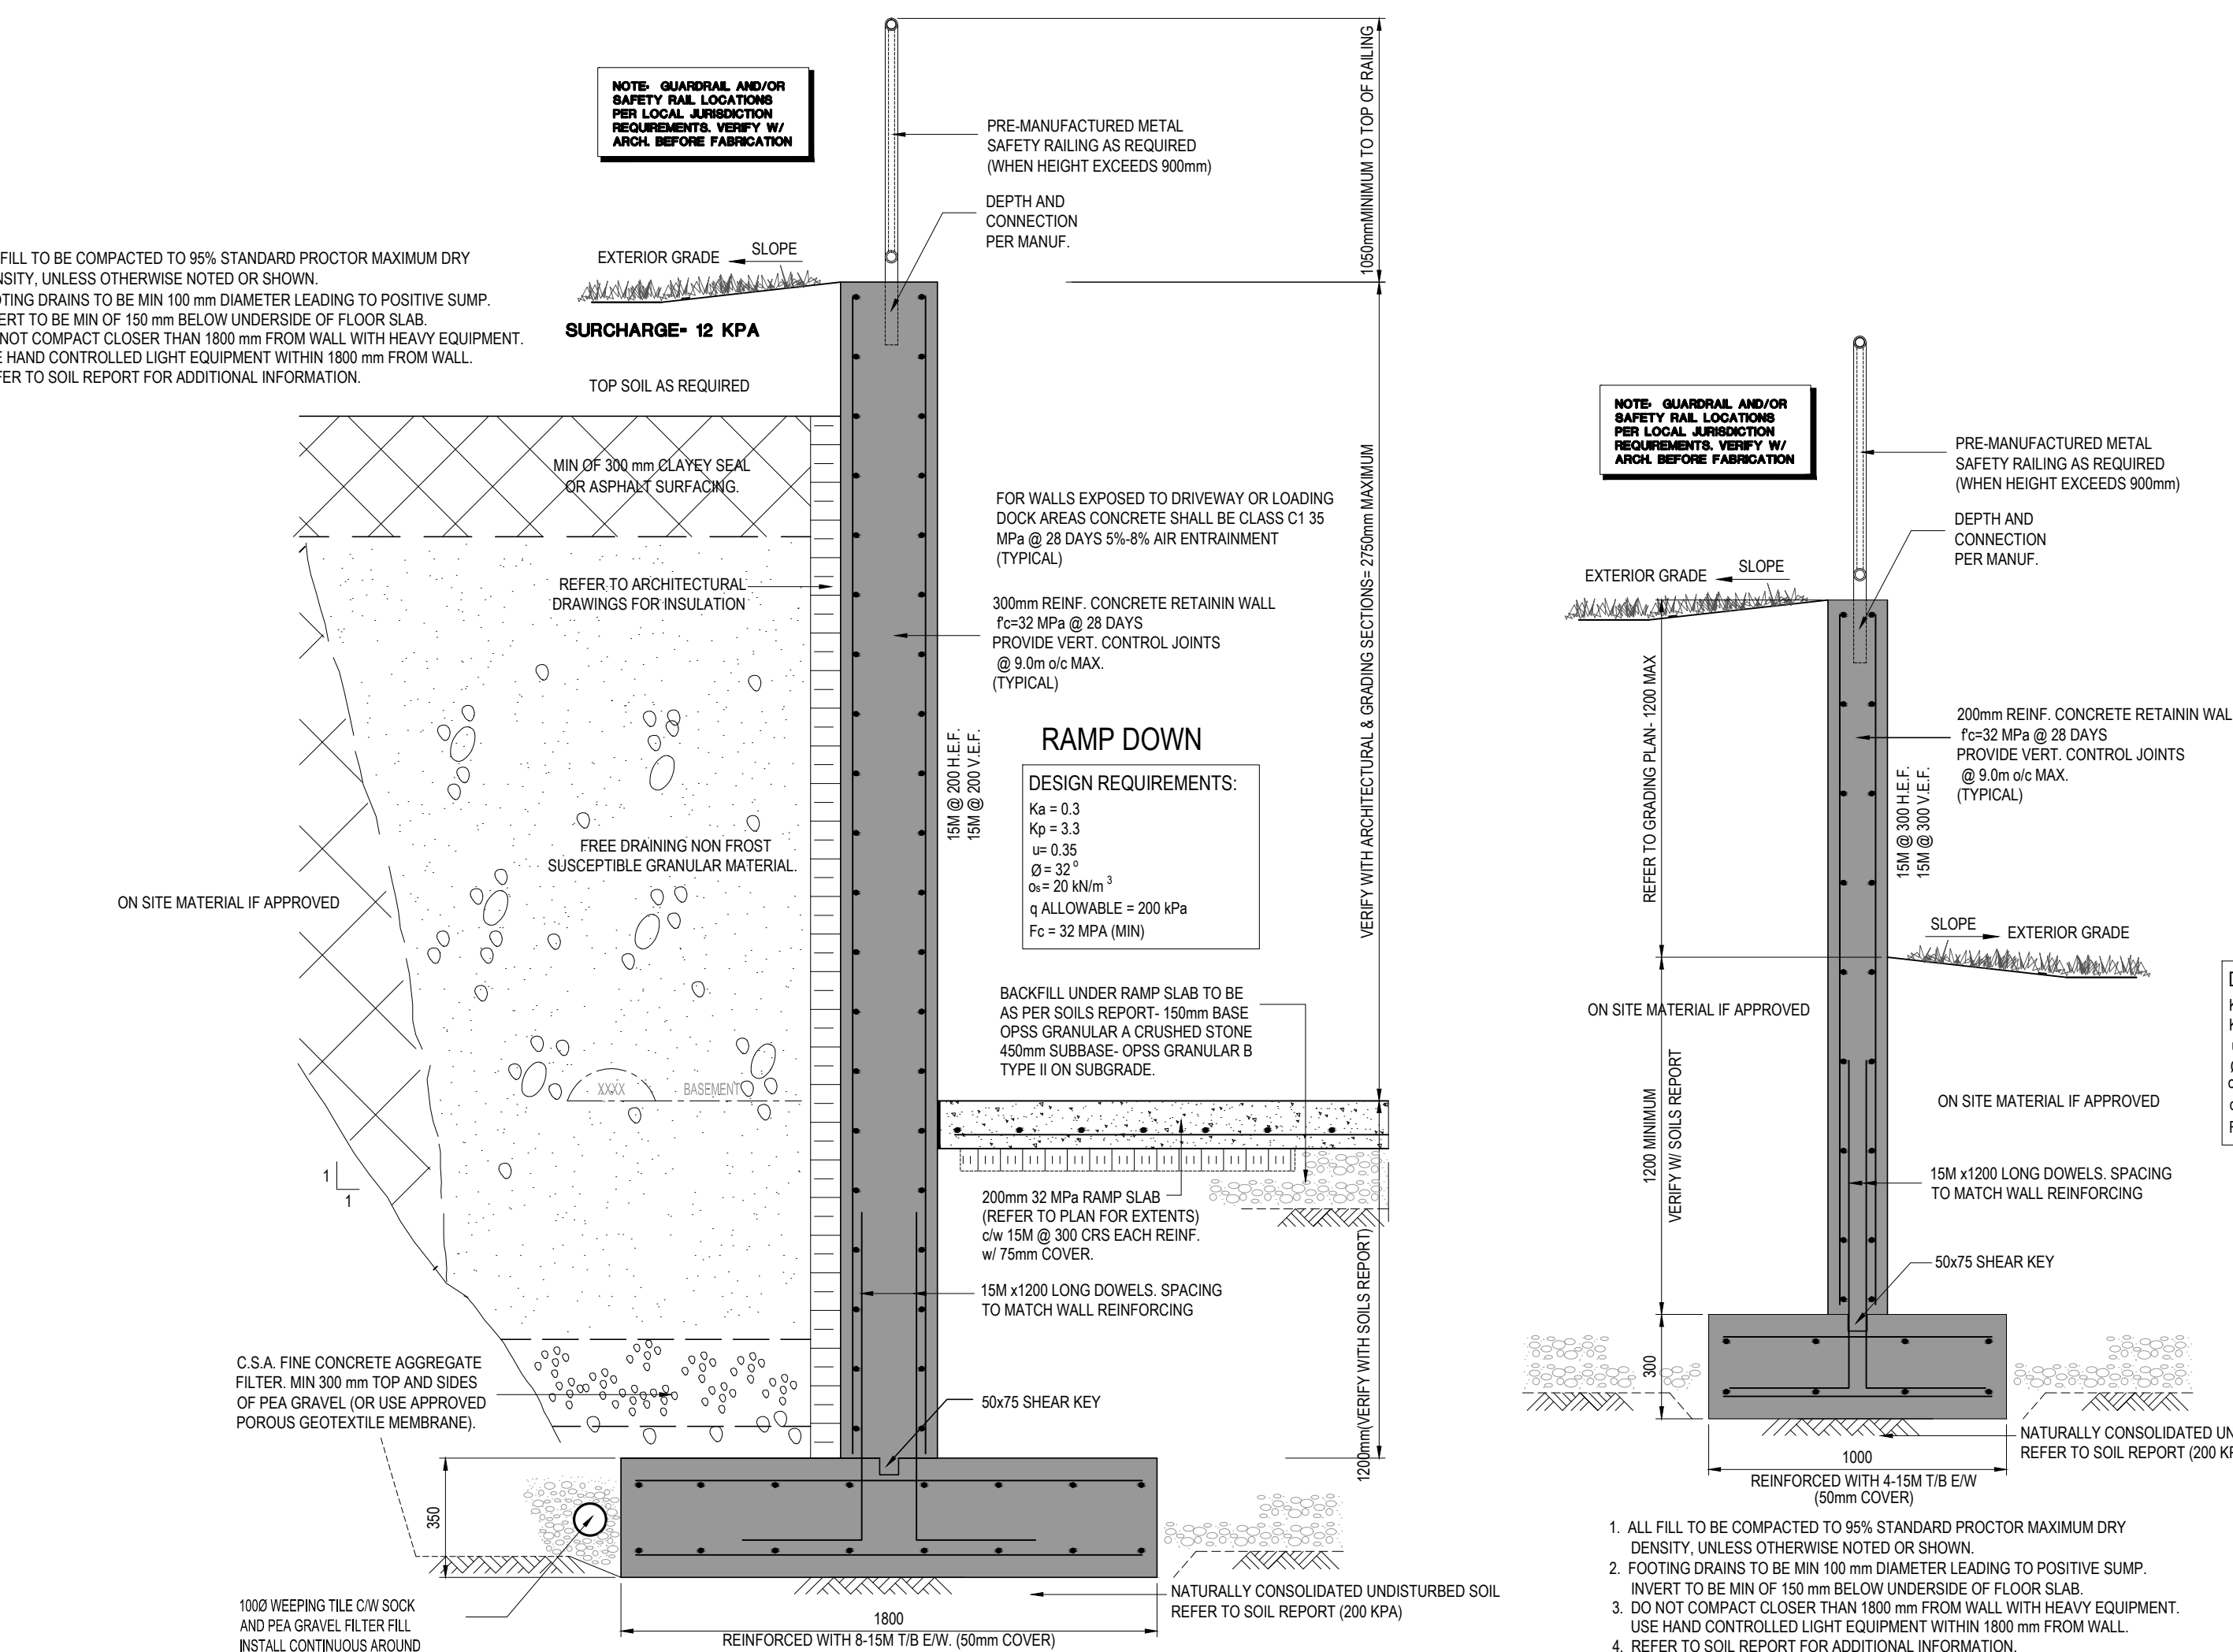 NOTE: GUARDRAIL AND/OR
SAFETY RAIL LOCATIONS
PER LOCAL JURISDICTION
REQUIREMENTS. VERIFY W/
ARCH. BEFORE FABRICATION
PRE-MANUFACTURED METAL
SAFETY RAILING AS REQUIRED
(WHEN HEIGHT EXCEEDS 900mm)
DEPTH AND
CONNECTION
PER MANUF.
1050mmMINIMUM TO TOP OF RAILING
FILL TO BE COMPACTED TO 95% STANDARD PROCTOR MAXIMUM DRY
UNLESS OTHERWISE NOTED OR SHOWN.
DRAINS TO BE MIN 100 mm DIAMETER LEADING TO POSITIVE SUMP.
TO BE MIN OF 150 mm BELOW UNDERSIDE OF FLOOR SLAB.
NOT COMPACT CLOSER THAN 1800 mm FROM WALL WITH HEAVY EQUIPMENT.
HAND CONTROLLED LIGHT EQUIPMENT WITHIN 1800 mm FROM WALL.
TO SOIL REPORT FOR ADDITIONAL INFORMATION.
EXTERIOR GRADE
SLOPE
SURCHARGE- 12 KPA
TOP SOIL AS REQUIRED
MIN OF 300 mm CLAYEY SEAL
OR ASPHALT SURFACING.
REFER TO ARCHITECTURAL
DRAWINGS FOR INSULATION
FOR WALLS EXPOSED TO DRIVEWAY OR LOADING
DOCK AREAS CONCRETE SHALL BE CLASS C1 35
MPa @ 28 DAYS 5%-8% AIR ENTRAINMENT
(TYPICAL)
300mm REINF. CONCRETE RETAININ WALL
f'c=32 MPa @ 28 DAYS
PROVIDE VERT. CONTROL JOINTS
@ 9.0m o/c MAX.
(TYPICAL)
VERIFY WITH ARCHITECTURAL & GRADING SECTIONS= 2750mm MAXIMUM
15M @ 200 H.E.F.
15M @ 200 V.E.F.
RAMP DOWN
DESIGN REQUIREMENTS:
Ka = 0.3
Kp = 3.3
u= 0.35
Ø = 32°
os= 20 kN/m³
q ALLOWABLE = 200 kPa
Fc = 32 MPA (MIN)
FREE DRAINING NON FROST
SUSCEPTIBLE GRANULAR MATERIAL.
ON SITE MATERIAL IF APPROVED
BACKFILL UNDER RAMP SLAB TO BE
AS PER SOILS REPORT- 150mm BASE
OPSS GRANULAR A CRUSHED STONE
450mm SUBBASE- OPSS GRANULAR B
TYPE II ON SUBGRADE.
XXXX
BASEMENT
1
1
200mm 32 MPa RAMP SLAB
(REFER TO PLAN FOR EXTENTS)
c/w 15M @ 300 CRS EACH REINF.
w/ 75mm COVER.
15M x1200 LONG DOWELS. SPACING
TO MATCH WALL REINFORCING
1200mm(VERIFY WITH SOILS REPORT)
C.S.A. FINE CONCRETE AGGREGATE
FILTER. MIN 300 mm TOP AND SIDES
OF PEA GRAVEL (OR USE APPROVED
POROUS GEOTEXTILE MEMBRANE).
50x75 SHEAR KEY
350
100Ø WEEPING TILE C/W SOCK
AND PEA GRAVEL FILTER FILL
INSTALL CONTINUOUS AROUND
1800
REINFORCED WITH 8-15M T/B E/W. (50mm COVER)
NATURALLY CONSOLIDATED UNDISTURBED SOIL
REFER TO SOIL REPORT (200 KPA)
NOTE: GUARDRAIL AND/OR
SAFETY RAIL LOCATIONS
PER LOCAL JURISDICTION
REQUIREMENTS. VERIFY W/
ARCH. BEFORE FABRICATION
PRE-MANUFACTURED METAL
SAFETY RAILING AS REQUIRED
(WHEN HEIGHT EXCEEDS 900mm)
DEPTH AND
CONNECTION
PER MANUF.
EXTERIOR GRADE
SLOPE
REFER TO GRADING PLAN- 1200 MAX
200mm REINF. CONCRETE RETAININ WAL
f'c=32 MPa @ 28 DAYS
PROVIDE VERT. CONTROL JOINTS
@ 9.0m o/c MAX.
(TYPICAL)
15M @ 300 H.E.F.
15M @ 300 V.E.F.
SLOPE
EXTERIOR GRADE
ON SITE MATERIAL IF APPROVED
1200 MINIMUM
VERIFY W/ SOILS REPORT
ON SITE MATERIAL IF APPROVED
15M x1200 LONG DOWELS. SPACING
TO MATCH WALL REINFORCING
50x75 SHEAR KEY
300
1000
REINFORCED WITH 4-15M T/B E/W
(50mm COVER)
NATURALLY CONSOLIDATED UN
REFER TO SOIL REPORT (200 KP
1. ALL FILL TO BE COMPACTED TO 95% STANDARD PROCTOR MAXIMUM DRY
DENSITY, UNLESS OTHERWISE NOTED OR SHOWN.
2. FOOTING DRAINS TO BE MIN 100 mm DIAMETER LEADING TO POSITIVE SUMP.
INVERT TO BE MIN OF 150 mm BELOW UNDERSIDE OF FLOOR SLAB.
3. DO NOT COMPACT CLOSER THAN 1800 mm FROM WALL WITH HEAVY EQUIPMENT.
USE HAND CONTROLLED LIGHT EQUIPMENT WITHIN 1800 mm FROM WALL.
4. REFER TO SOIL REPORT FOR ADDITIONAL INFORMATION.